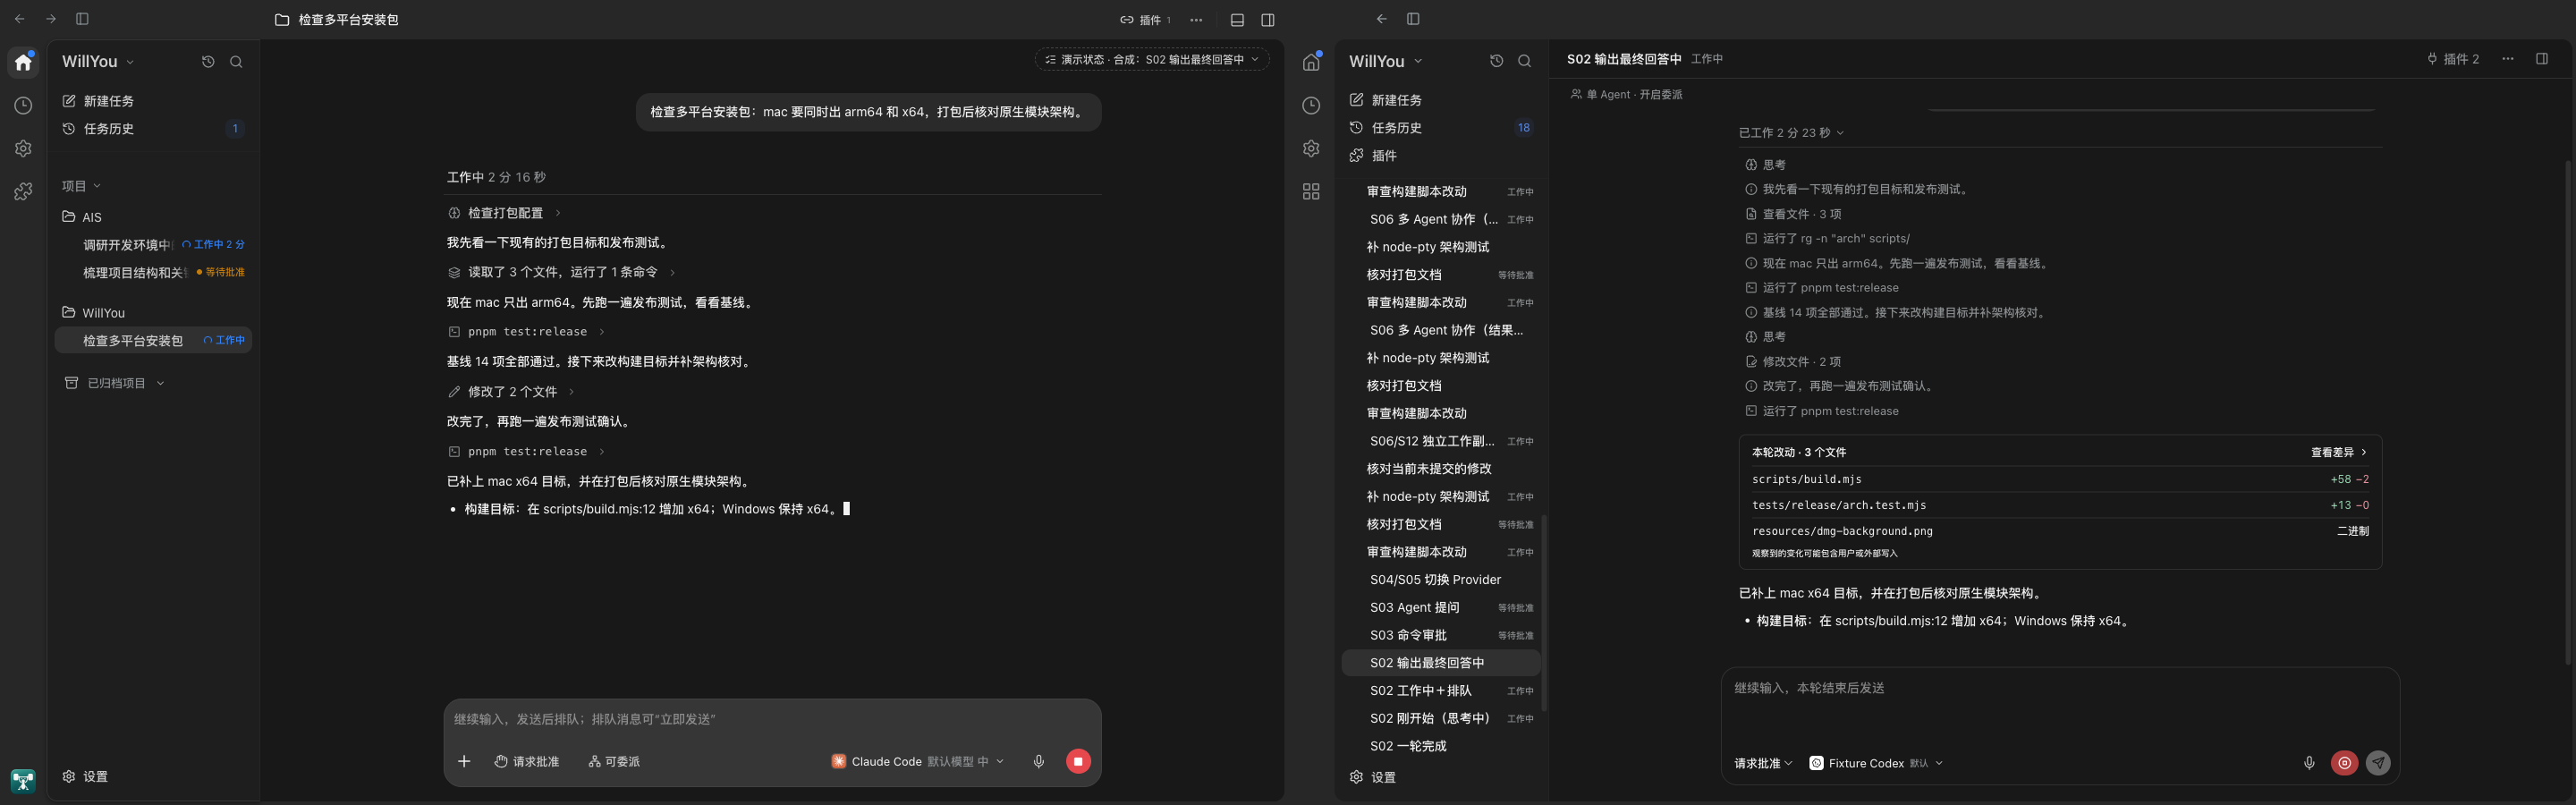 检查多平台安装包
插件 1
WillYou
新建任务
任务历史 1
项目
AIS
调研开发环境中 工作中 2 分
梳理项目结构和关 等待批准
WillYou
检查多平台安装包 工作中
已归档项目
设置
演示状态 · 合成：S02 输出最终回答中
检查多平台安装包：mac 要同时出 arm64 和 x64，打包后核对原生模块架构。
工作中 2 分 16 秒
检查打包配置
我先看一下现有的打包目标和发布测试。
读取了 3 个文件，运行了 1 条命令
现在 mac 只出 arm64。先跑一遍发布测试，看看基线。
pnpm test:release
基线 14 项全部通过。接下来改构建目标并补架构核对。
修改了 2 个文件
改完了，再跑一遍发布测试确认。
pnpm test:release
已补上 mac x64 目标，并在打包后核对原生模块架构。
• 构建目标：在 scripts/build.mjs:12 增加 x64；Windows 保持 x64。
继续输入，发送后排队；排队消息可“立即发送”
请求批准 可委派 Claude Code 默认模型 中
WillYou
新建任务
任务历史 18
插件
审查构建脚本改动 工作中
S06 多 Agent 协作（... 工作中
补 node-pty 架构测试
核对打包文档 等待批准
审查构建脚本改动 工作中
S06 多 Agent 协作（结果...
补 node-pty 架构测试
核对打包文档
审查构建脚本改动
S06/S12 独立工作副... 工作中
核对当前未提交的修改
补 node-pty 架构测试 工作中
核对打包文档 等待批准
审查构建脚本改动 工作中
S04/S05 切换 Provider
S03 Agent 提问 等待批准
S03 命令审批 等待批准
S02 输出最终回答中
S02 工作中＋排队 工作中
S02 刚开始（思考中） 工作中
S02 一轮完成
设置
S02 输出最终回答中 工作中
插件 2
单 Agent · 开启委派
已工作 2 分 23 秒
思考
我先看一下现有的打包目标和发布测试。
查看文件 · 3 项
运行了 rg -n "arch" scripts/
现在 mac 只出 arm64。先跑一遍发布测试，看看基线。
运行了 pnpm test:release
基线 14 项全部通过。接下来改构建目标并补架构核对。
思考
修改文件 · 2 项
改完了，再跑一遍发布测试确认。
运行了 pnpm test:release
本轮改动 · 3 个文件 查看差异
scripts/build.mjs +58 −2
tests/release/arch.test.mjs +13 −0
resources/dmg-background.png 二进制
观察到的变化可能包含用户或外部写入
已补上 mac x64 目标，并在打包后核对原生模块架构。
• 构建目标：在 scripts/build.mjs:12 增加 x64；Windows 保持 x64。
继续输入，本轮结束后发送
请求批准 Fixture Codex 默认